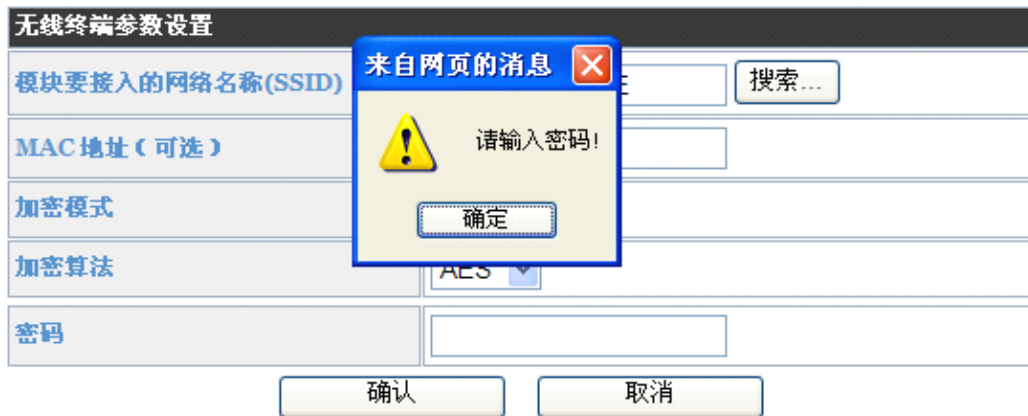 无线终端参数设置
来自网页的消息
模块要接入的网络名称(SSID)
搜索...
MAC地址（可选）
请输入密码!
加密模式
确定
加密算法
AES
密码
确认
取消